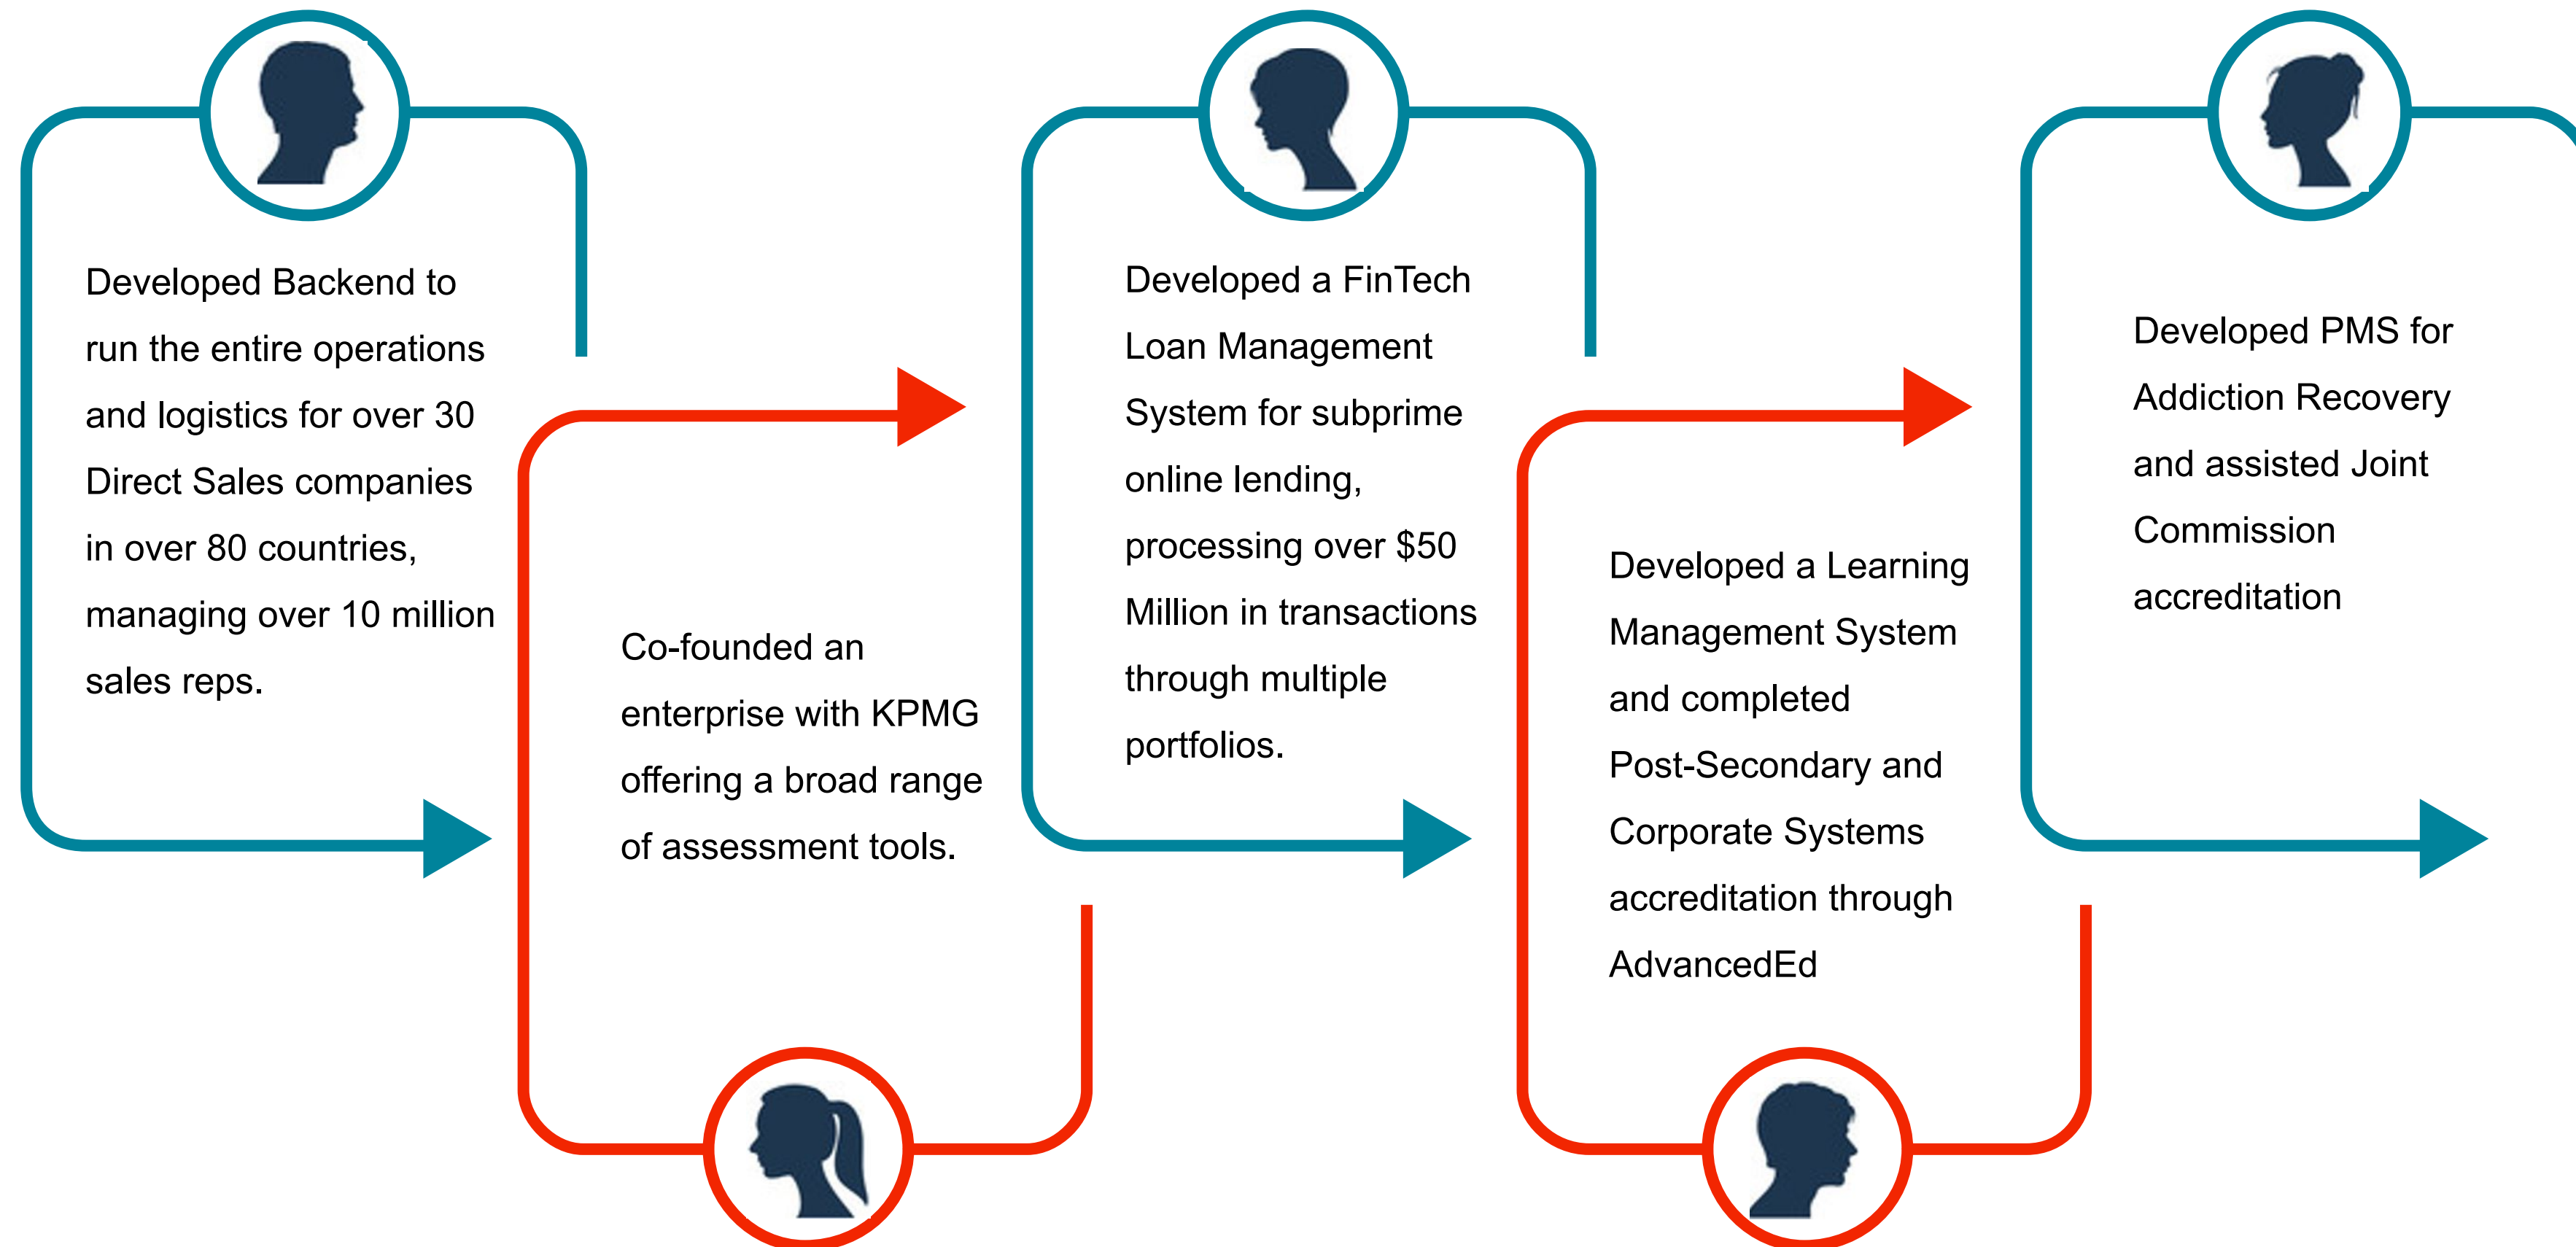 Developed Backend to
run the entire operations
and logistics for over 30
Direct Sales companies
in over 80 countries,
managing over 10 million
sales reps.
Co-founded an
enterprise with KPMG
offering a broad range
of assessment tools.
Developed a FinTech
Loan Management
System for subprime
online lending,
processing over $50
Million in transactions
through multiple
portfolios.
Developed a Learning
Management System
and completed
Post-Secondary and
Corporate Systems
accreditation through
AdvancedEd
Developed PMS for
Addiction Recovery
and assisted Joint
Commission
accreditation